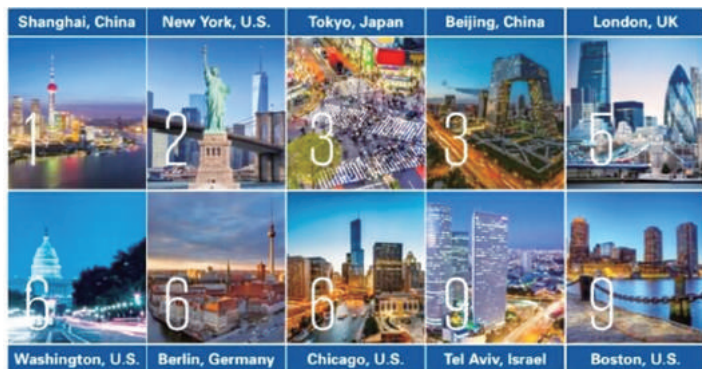 Shanghai, China
New York, U.S.
Tokyo, Japan
Beijing, China
London, UK
1
2
3
3
5
6
6
6
9
9
Washington, U.S.
Berlin, Germany
Chicago, U.S.
Tel Aviv, Israel
Boston, U.S.